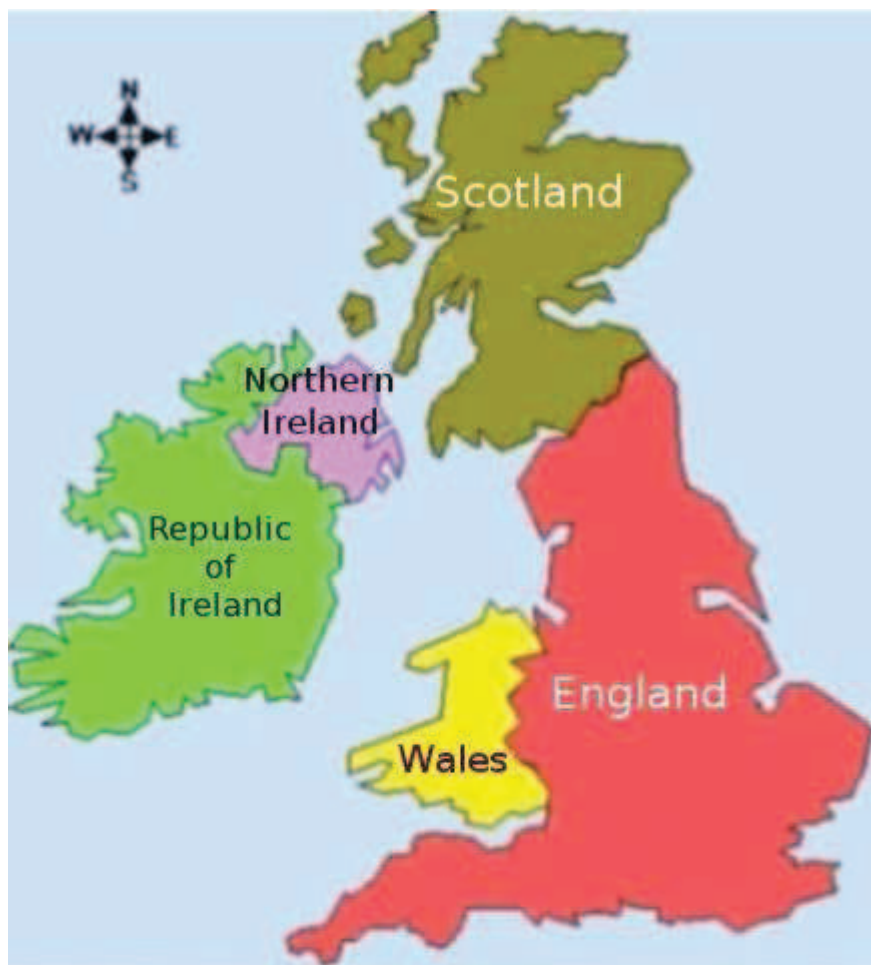 N
W E
S
Scotland
Northern
Ireland
Republic
of
Ireland
England
Wales